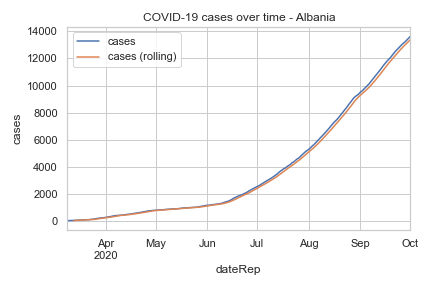 COVID-19 cases over time - Albania
cases
cases (rolling)
14000
12000
10000
8000
6000
4000
2000
0
cases
Apr May Jun Jul Aug Sep Oct
2020
dateRep